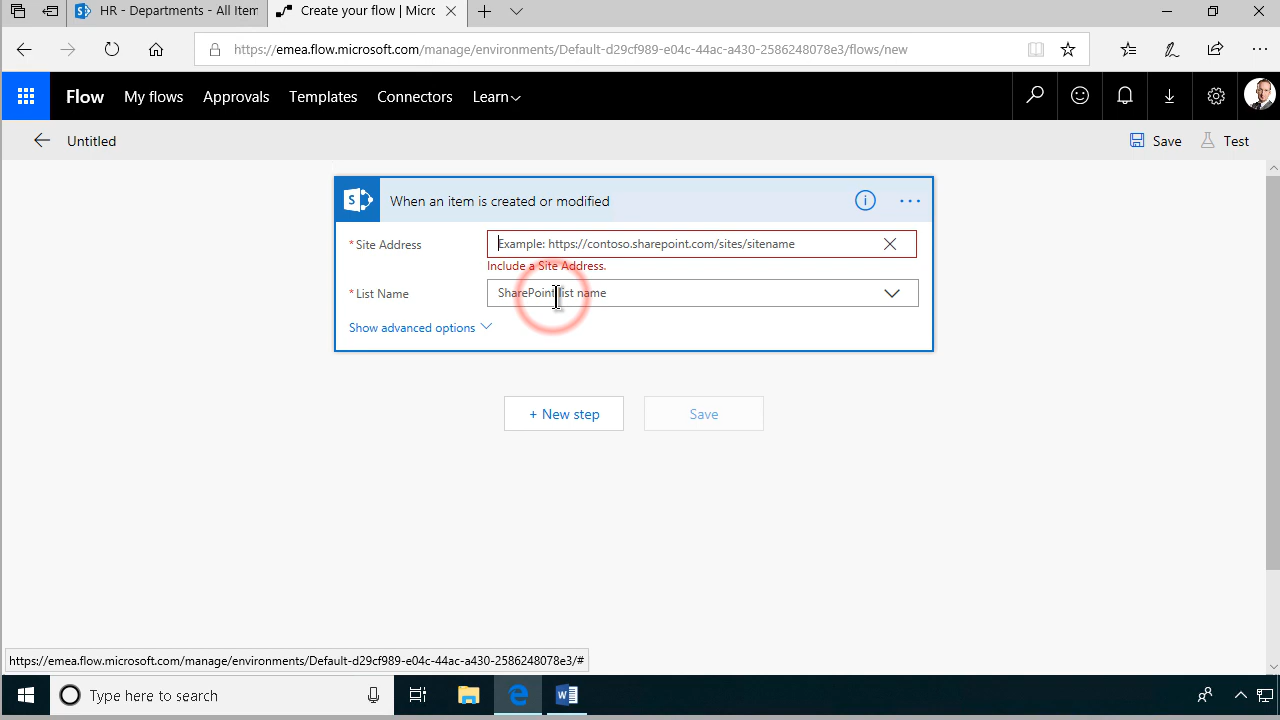 HR - Departments - All Item
Create your flow | Micro
https://emea.flow.microsoft.com/manage/environments/Default-d29cf989-e04c-44ac-a430-2586248078e3/flows/new
Flow My flows Approvals Templates Connectors Learn
Untitled Save Test
When an item is created or modified
* Site Address Example: https://contoso.sharepoint.com/sites/sitename
Include a Site Address.
* List Name SharePoint list name
Show advanced options
+ New step Save
https://emea.flow.microsoft.com/manage/environments/Default-d29cf989-e04c-44ac-a430-2586248078e3/#
Type here to search